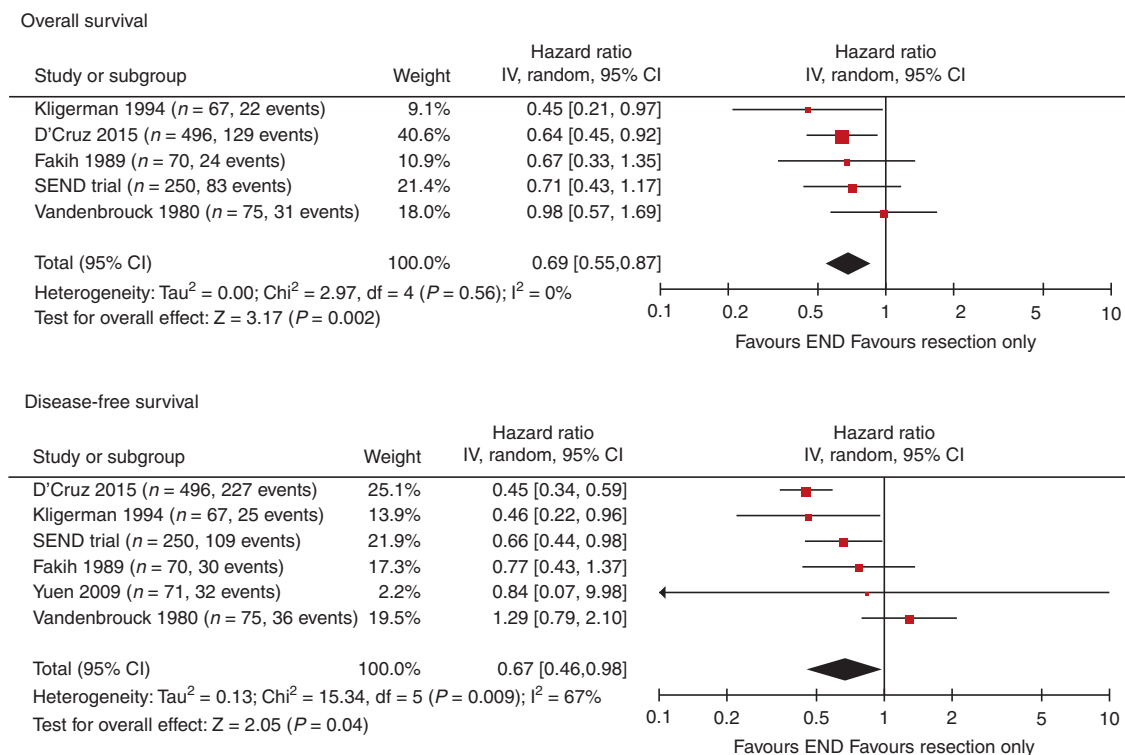 Overall survival
Hazard ratio Hazard ratio
Study or subgroup Weight IV, random, 95% CI IV, random, 95% CI
Kligerman 1994 (n = 67, 22 events) 9.1% 0.45 [0.21, 0.97]
D'Cruz 2015 (n = 496, 129 events) 40.6% 0.64 [0.45, 0.92]
Fakih 1989 (n = 70, 24 events) 10.9% 0.67 [0.33, 1.35]
SEND trial (n = 250, 83 events) 21.4% 0.71 [0.43, 1.17]
Vandenbrouck 1980 (n = 75, 31 events) 18.0% 0.98 [0.57, 1.69]
Total (95% CI) 100.0% 0.69 [0.55,0.87]
Heterogeneity: Tau² = 0.00; Chi² = 2.97, df = 4 (P = 0.56); I² = 0%
Test for overall effect: Z = 3.17 (P = 0.002)
0.1 0.2 0.5 1 2 5 10
Favours END Favours resection only
Disease-free survival
Hazard ratio Hazard ratio
Study or subgroup Weight IV, random, 95% CI IV, random, 95% CI
D'Cruz 2015 (n = 496, 227 events) 25.1% 0.45 [0.34, 0.59]
Kligerman 1994 (n = 67, 25 events) 13.9% 0.46 [0.22, 0.96]
SEND trial (n = 250, 109 events) 21.9% 0.66 [0.44, 0.98]
Fakih 1989 (n = 70, 30 events) 17.3% 0.77 [0.43, 1.37]
Yuen 2009 (n = 71, 32 events) 2.2% 0.84 [0.07, 9.98]
Vandenbrouck 1980 (n = 75, 36 events) 19.5% 1.29 [0.79, 2.10]
Total (95% CI) 100.0% 0.67 [0.46,0.98]
Heterogeneity: Tau² = 0.13; Chi² = 15.34, df = 5 (P = 0.009); I² = 67%
Test for overall effect: Z = 2.05 (P = 0.04)
0.1 0.2 0.5 1 2 5 10
Favours END Favours resection only